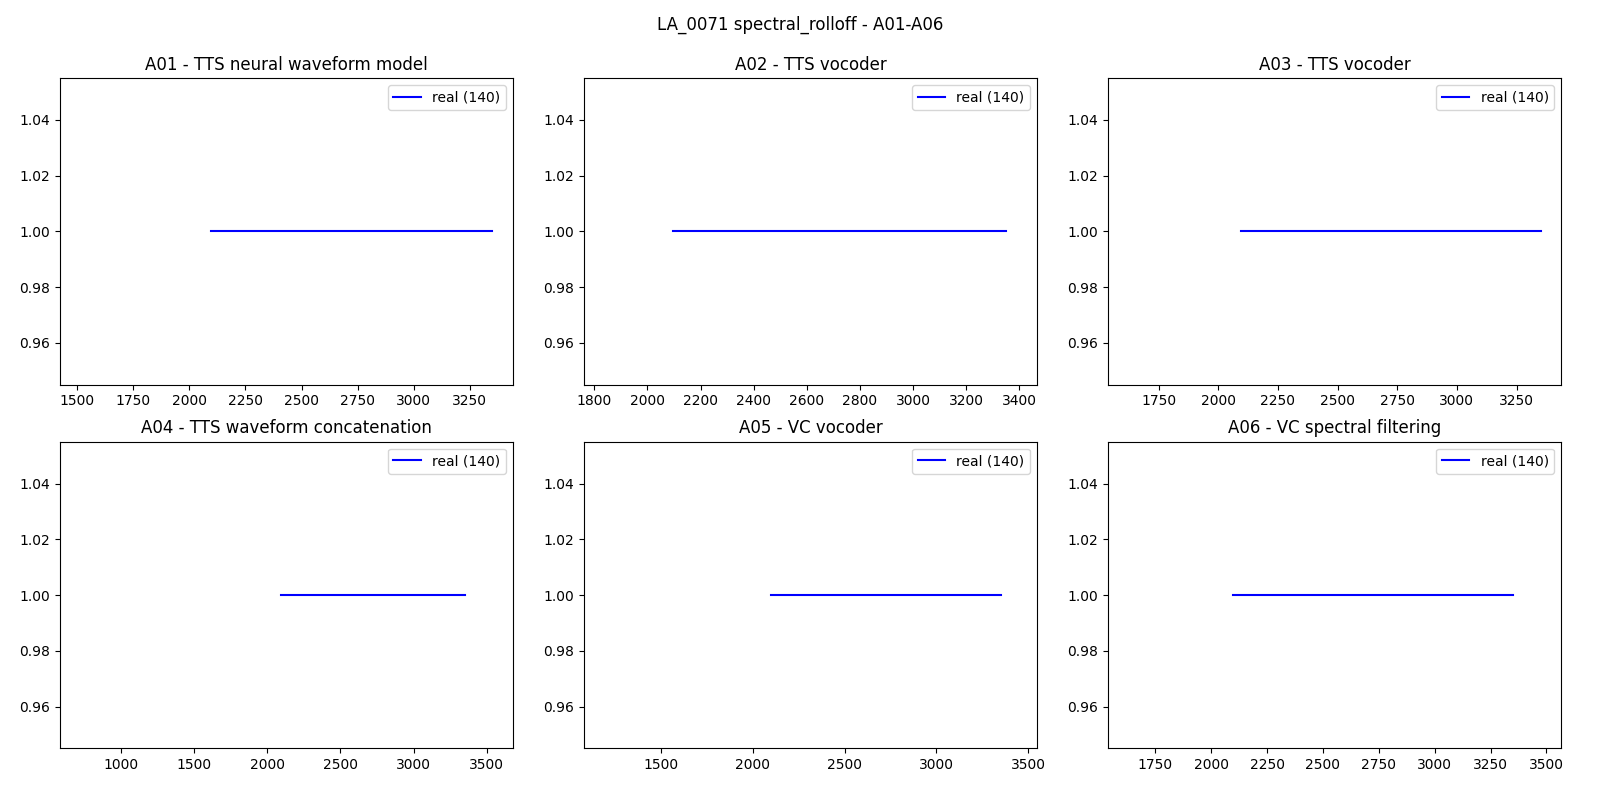 LA_0071 spectral_rolloff - A01-A06
A01 - TTS neural waveform model
real (140)
1.04
1.02
1.00
0.98
0.96
1500 1750 2000 2250 2500 2750 3000 3250
A02 - TTS vocoder
real (140)
1.04
1.02
1.00
0.98
0.96
1800 2000 2200 2400 2600 2800 3000 3200 3400
A03 - TTS vocoder
real (140)
1.04
1.02
1.00
0.98
0.96
1750 2000 2250 2500 2750 3000 3250
A04 - TTS waveform concatenation
real (140)
1.04
1.02
1.00
0.98
0.96
1000 1500 2000 2500 3000 3500
A05 - VC vocoder
real (140)
1.04
1.02
1.00
0.98
0.96
1500 2000 2500 3000 3500
A06 - VC spectral filtering
real (140)
1.04
1.02
1.00
0.98
0.96
1750 2000 2250 2500 2750 3000 3250 3500